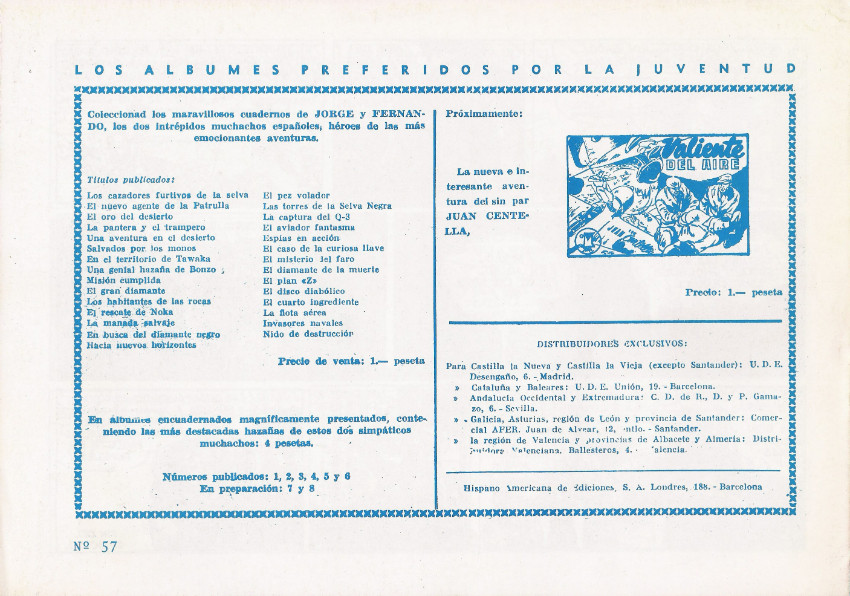 LOS ALBUMES PREFERIDOS POR LA JUVENTUD
Coleccionad los maravillosos cuadernos de JORGE y FERNAN-
DO, los dos intrépidos muchachos españoles, héroes de las más
emocionantes aventuras.
Títulos publicados:
Los cazadores furtivos de la selva
El nuevo agente de la Patrulla
El oro del desierto
La pantera y el trampero
Una aventura en el desierto
Salvados por los monos
En el territorio de Tawaka
Una genial hazaña de Bonzo
Misión cumplida
El gran diamante
Los habitantes de las rocas
El rescate de Noka
La manada salvaje
En busca del diamante negro
Hacia nuevos horizontes
El pez volador
Las torres de la Selva Negra
La captura del Q-3
El aviador fantasma
Espías en acción
El caso de la curiosa llave
El misterio del faro
El diamante de la muerte
El plan «Z»
El disco diabólico
El cuarto ingrediente
La flota aérea
Invasores navales
Nido de destrucción
Precio de venta: 1.— peseta
En álbumes encuadernados magníficamente presentados, conte-
niendo las más destacadas hazañas de estos dos simpáticos
muchachos: 4 pesetas.
Números publicados: 1, 2, 3, 4, 5 y 6
En preparación: 7 y 8
Próximamente:
La nueva e in-
teresante aven-
tura del sin par
JUAN CENTE-
LLA,
Valiente
DEL AIRE
Precio: 1.— peseta
DISTRIBUIDORES EXCLUSIVOS:
Para Castilla la Nueva y Castilla la Vieja (excepto Santander): U. D. E.
Desengaño, 6. - Madrid.
» Cataluña y Baleares: U. D. E. Unión, 19. - Barcelona.
» Andalucía Occidental y Extremadura: C. D. de R., D. y P. Gama-
zo, 6. - Sevilla.
» Galicia, Asturias, región de León y provincia de Santander: Comer-
cial AFER. Juan de Alvear, 12, - Santander.
» la región de Valencia y provincias de Albacete y Almería: Distri-
buidora Valenciana. Ballesteros, 4. - Valencia.
Hispano Americana de Ediciones, S. A. Londres, 188. - Barcelona
Nº 57